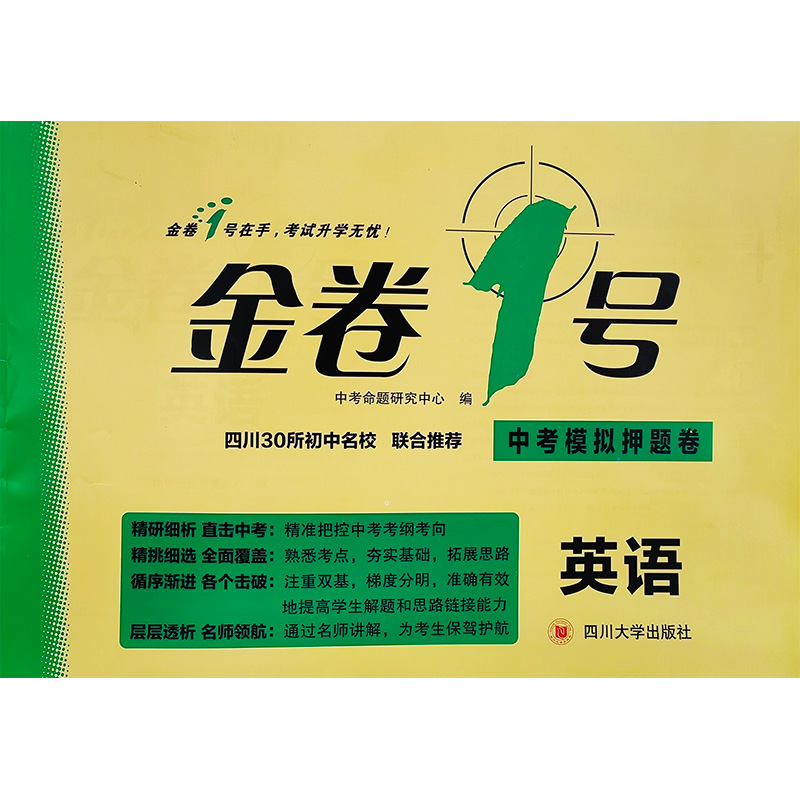 金卷1号在手，考试升学无忧！
金卷1号
中考命题研究中心 编
四川30所初中名校 联合推荐
中考模拟押题卷
精研细析 直击中考：精准把控中考考纲考向
精挑细选 全面覆盖：熟悉考点，夯实基础，拓展思路
循序渐进 各个击破：注重双基，梯度分明，准确有效
地提高学生解题和思路链接能力
层层透析 名师领航：通过名师讲解，为考生保驾护航
英语
四川大学出版社